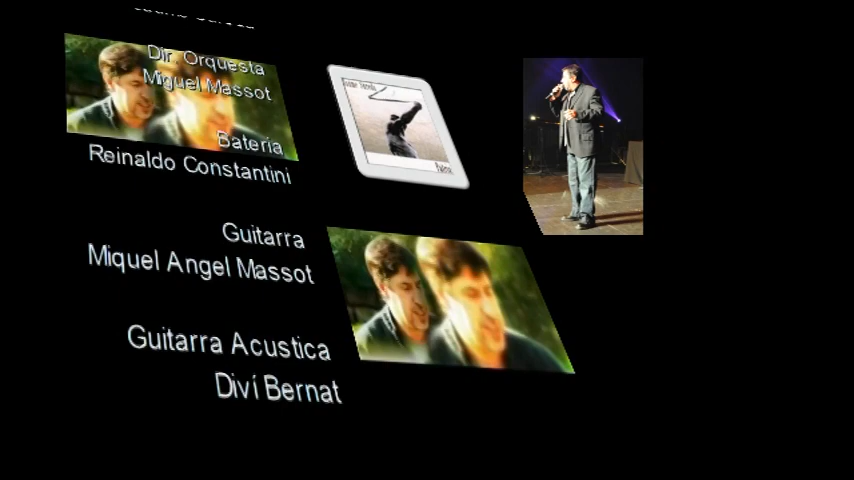 Dir. Orquesta
Miguel Massot
Batería
Reinaldo Constantini
Guitarra
Miquel Angel Massot
Guitarra Acustica
Diví Bernat